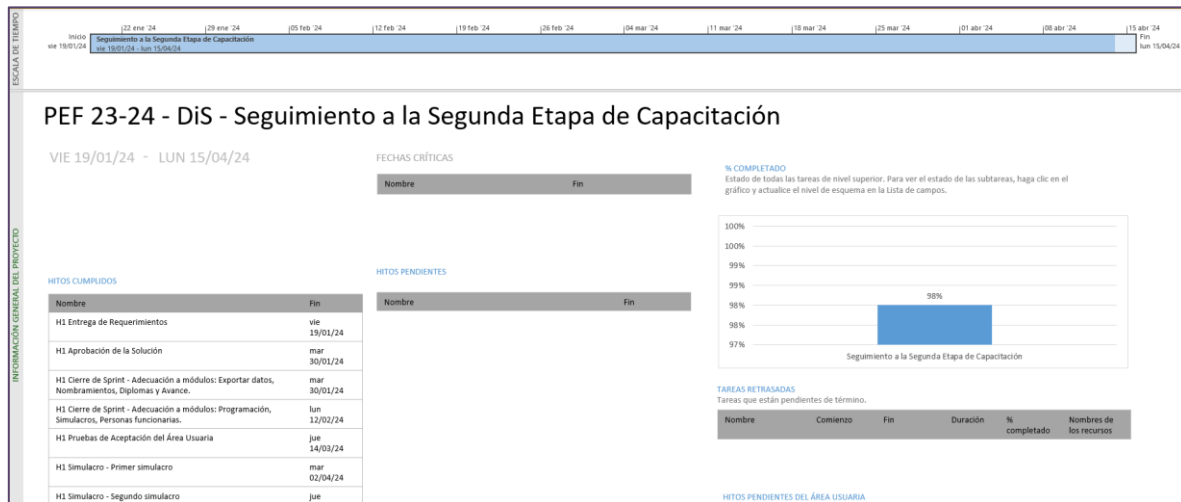 ESCALA DE TIEMPO
22 ene '24 29 ene '24 05 feb '24 12 feb '24 19 feb '24 26 feb '24 04 mar '24 11 mar '24 18 mar '24 25 mar '24 01 abr '24 08 abr '24 15 abr '24
Inicio
vie 19/01/24
Seguimiento a la Segunda Etapa de Capacitación
vie 19/01/24 - lun 15/04/24
Fin
lun 15/04/24
INFORMACIÓN GENERAL DEL PROYECTO
PEF 23-24 - DiS - Seguimiento a la Segunda Etapa de Capacitación
VIE 19/01/24 - LUN 15/04/24
HITOS CUMPLIDOS
Nombre Fin
H1 Entrega de Requerimientos vie
19/01/24
H1 Aprobación de la Solución mar
30/01/24
H1 Cierre de Sprint - Adecuación a módulos: Exportar datos, mar
Nombramientos, Diplomas y Avance. 30/01/24
H1 Cierre de Sprint - Adecuación a módulos: Programación, lun
Simulacros, Personas funcionarias. 12/02/24
H1 Pruebas de Aceptación del Área Usuaria jue
14/03/24
H1 Simulacro - Primer simulacro mar
02/04/24
H1 Simulacro - Segundo simulacro jue
FECHAS CRÍTICAS
Nombre Fin
HITOS PENDIENTES
Nombre Fin
% COMPLETADO
Estado de todas las tareas de nivel superior. Para ver el estado de las subtareas, haga clic en el
gráfico y actualice el nivel de esquema en la Lista de campos.
100%
100%
99%
99%
98%
98%
97%
98%
Seguimiento a la Segunda Etapa de Capacitación
TAREAS RETRASADAS
Tareas que están pendientes de término.
Nombre Comienzo Fin Duración % Nombres de
completado los recursos
HITOS PENDIENTES DEL ÁREA USUARIA